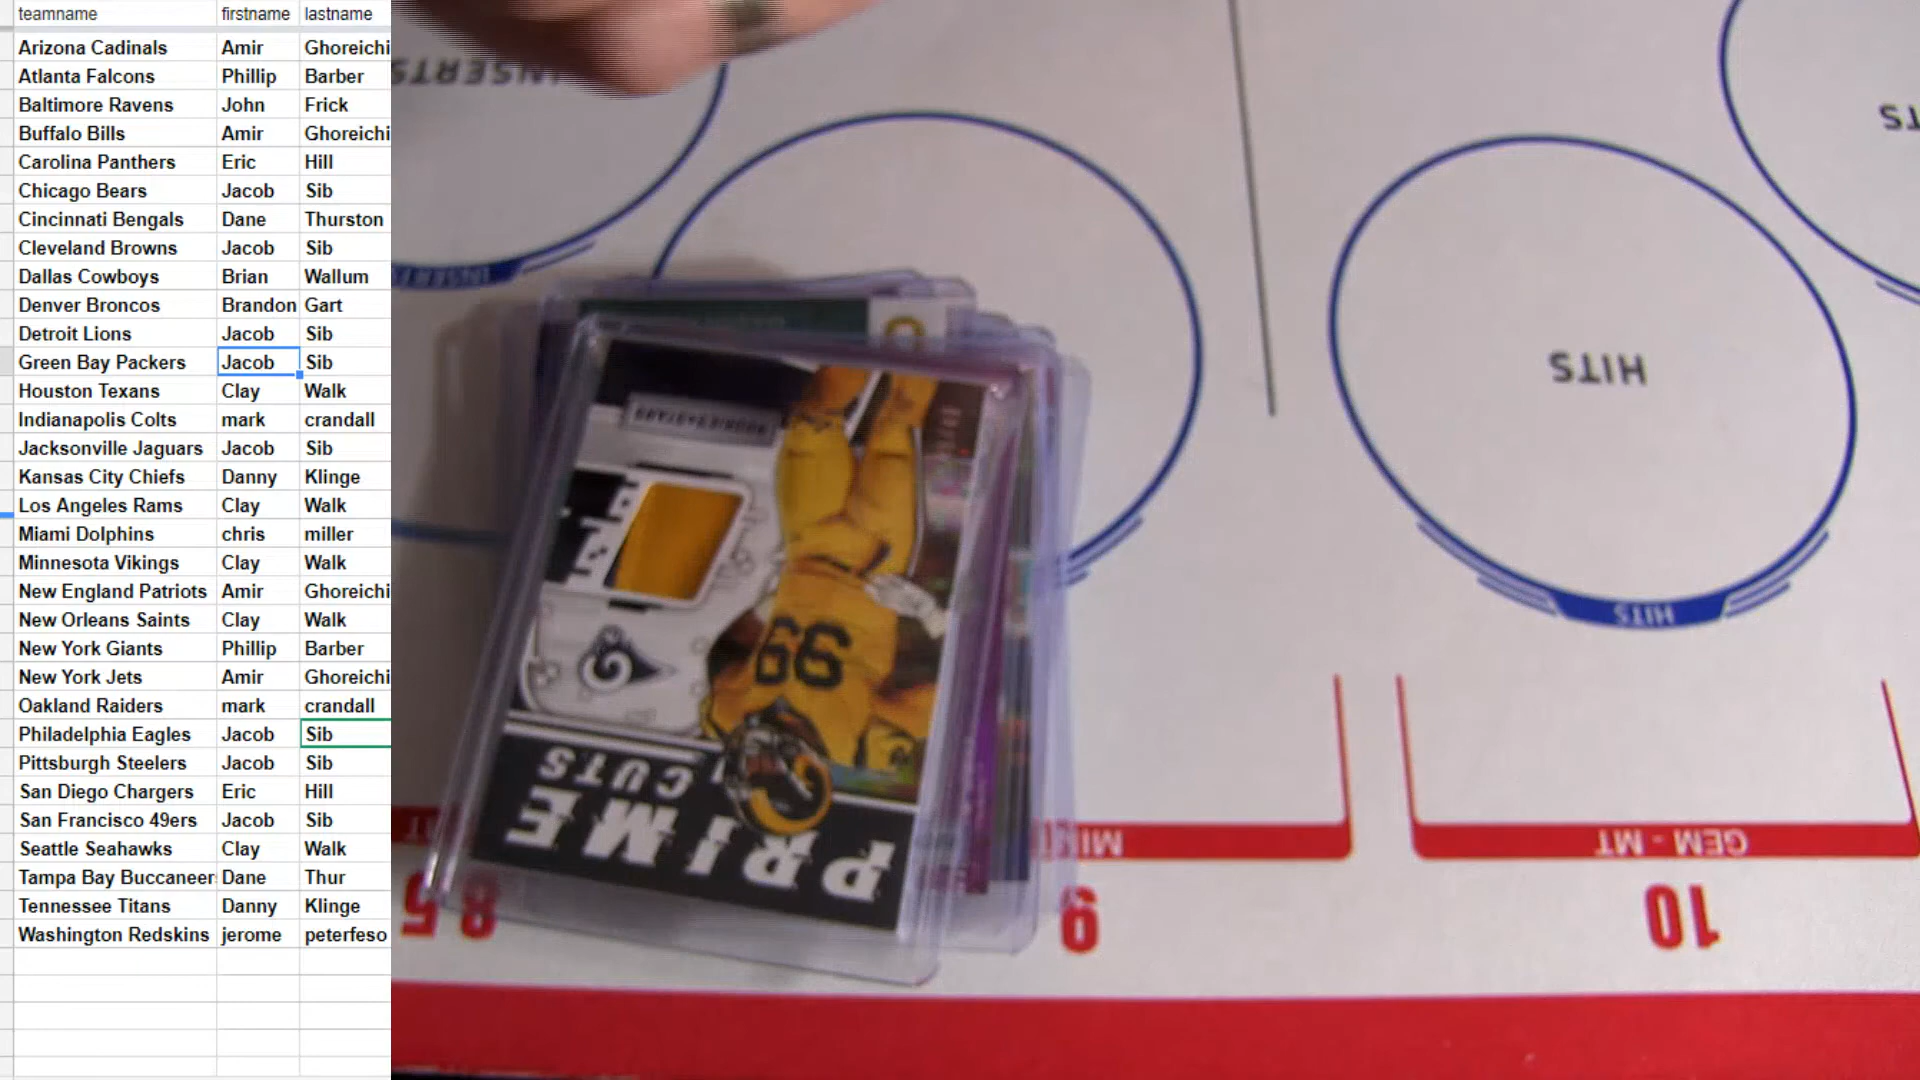 teamname firstname lastname
Arizona Cadinals Amir Ghoreichi
Atlanta Falcons Phillip Barber
Baltimore Ravens John Frick
Buffalo Bills Amir Ghoreichi
Carolina Panthers Eric Hill
Chicago Bears Jacob Sib
Cincinnati Bengals Dane Thurston
Cleveland Browns Jacob Sib
Dallas Cowboys Brian Wallum
Denver Broncos Brandon Gart
Detroit Lions Jacob Sib
Green Bay Packers Jacob Sib
Houston Texans Clay Walk
Indianapolis Colts mark crandall
Jacksonville Jaguars Jacob Sib
Kansas City Chiefs Danny Klinge
Los Angeles Rams Clay Walk
Miami Dolphins chris miller
Minnesota Vikings Clay Walk
New England Patriots Amir Ghoreichi
New Orleans Saints Clay Walk
New York Giants Phillip Barber
New York Jets Amir Ghoreichi
Oakland Raiders mark crandall
Philadelphia Eagles Jacob Sib
Pittsburgh Steelers Jacob Sib
San Diego Chargers Eric Hill
San Francisco 49ers Jacob Sib
Seattle Seahawks Clay Walk
Tampa Bay Buccaneer Dane Thur
Tennessee Titans Danny Klinge
Washington Redskins jerome peterfeso
INSERTS
INSERTS
HITS
HITS
ROOKIES & STARS
99
PRIME
CUTS
MINT
GEM - MT
8.5
9
10